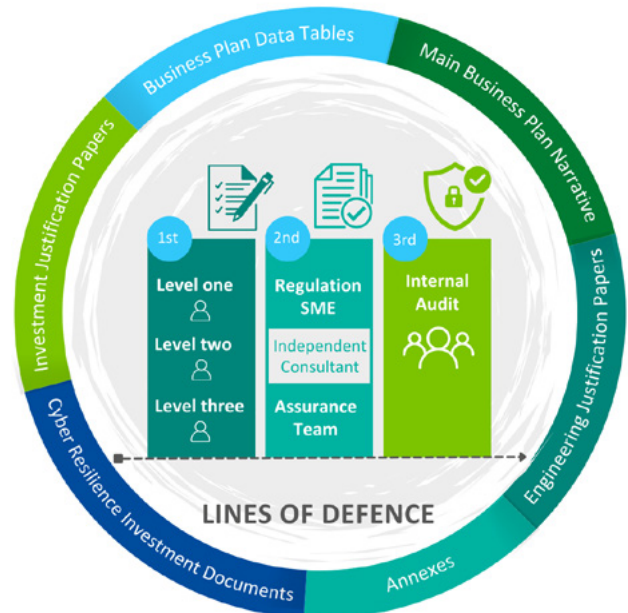 Business Plan Data Tables
Main Business Plan Narrative
Engineering Justification Papers
Annexes
Cyber Resilience Investment Documents
Investment Justification Papers
1st
Level one
Level two
Level three
2nd
Regulation
SME
Independent
Consultant
Assurance
Team
3rd
Internal
Audit
LINES OF DEFENCE